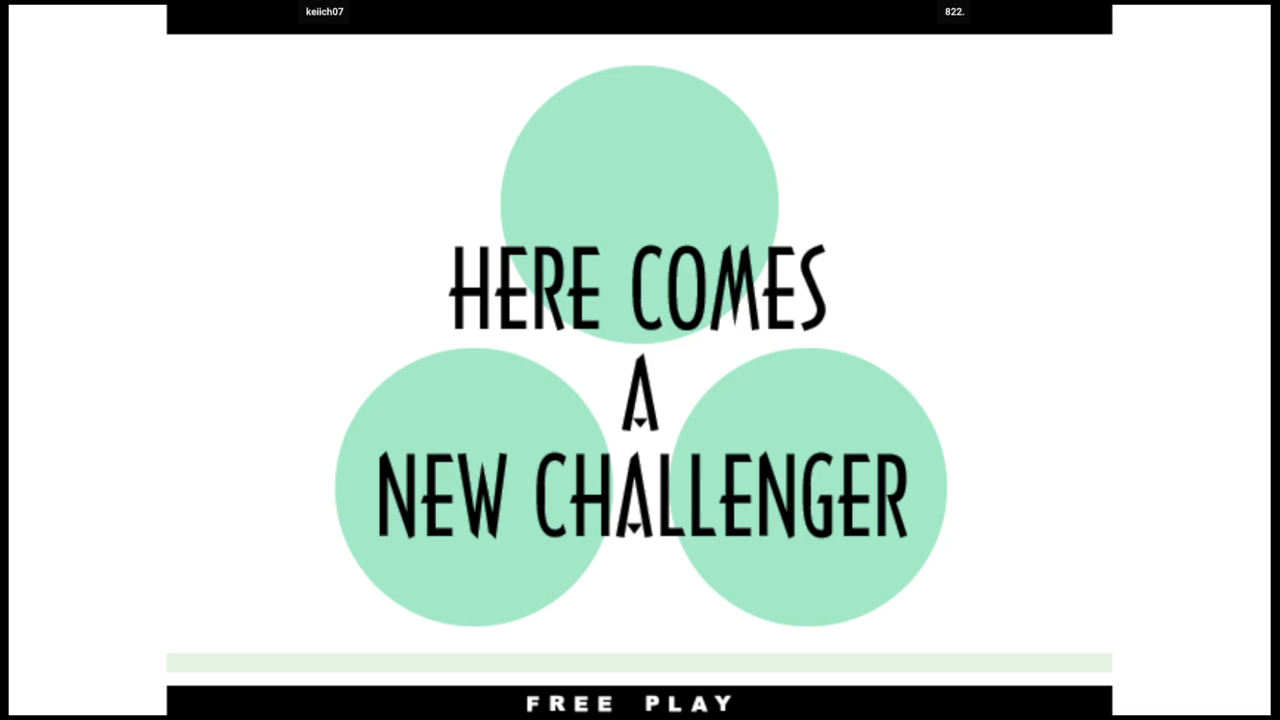 keiich07
822.
HERE COMES
A
NEW CHALLENGER
FREE PLAY